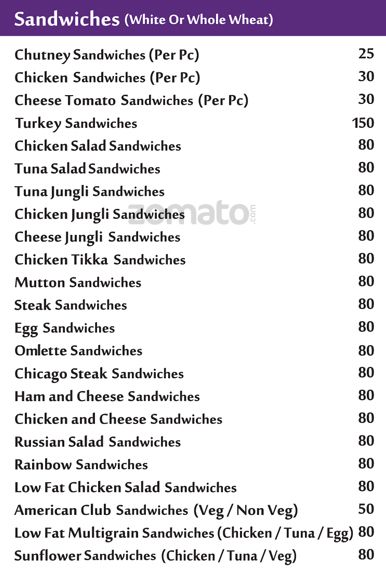 Sandwiches (White Or Whole Wheat)
Chutney Sandwiches (Per Pc) 25
Chicken Sandwiches (Per Pc) 30
Cheese Tomato Sandwiches (Per Pc) 30
Turkey Sandwiches 150
Chicken Salad Sandwiches 80
Tuna Salad Sandwiches 80
Tuna Jungli Sandwiches 80
zomato.com
Chicken Jungli Sandwiches 80
Cheese Jungli Sandwiches 80
Chicken Tikka Sandwiches 80
Mutton Sandwiches 80
Steak Sandwiches 80
Egg Sandwiches 80
Omlette Sandwiches 80
Chicago Steak Sandwiches 80
Ham and Cheese Sandwiches 80
Chicken and Cheese Sandwiches 80
Russian Salad Sandwiches 80
Rainbow Sandwiches 80
Low Fat Chicken Salad Sandwiches 80
American Club Sandwiches (Veg / Non Veg) 50
Low Fat Multigrain Sandwiches (Chicken / Tuna / Egg) 80
Sunflower Sandwiches (Chicken / Tuna / Veg) 80